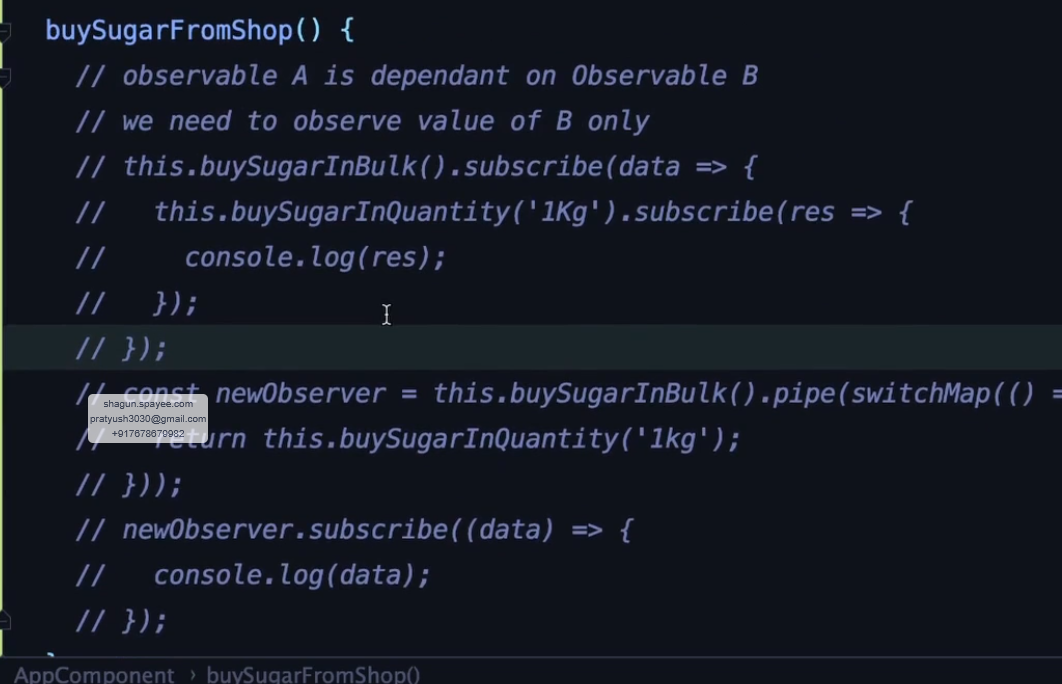 buySugarFromShop() {
// observable A is dependant on Observable B
// we need to observe value of B only
// this.buySugarInBulk().subscribe(data => {
//   this.buySugarInQuantity('1Kg').subscribe(res => {
//     console.log(res);
//   });
// });
// const newObserver = this.buySugarInBulk().pipe(switchMap(() =
shagun.spayee.com
pratyush3030@gmail.com
+917678679982
//   return this.buySugarInQuantity('1kg');
// }));
// newObserver.subscribe((data) => {
//   console.log(data);
// });
AppComponent › buySugarFromShop()